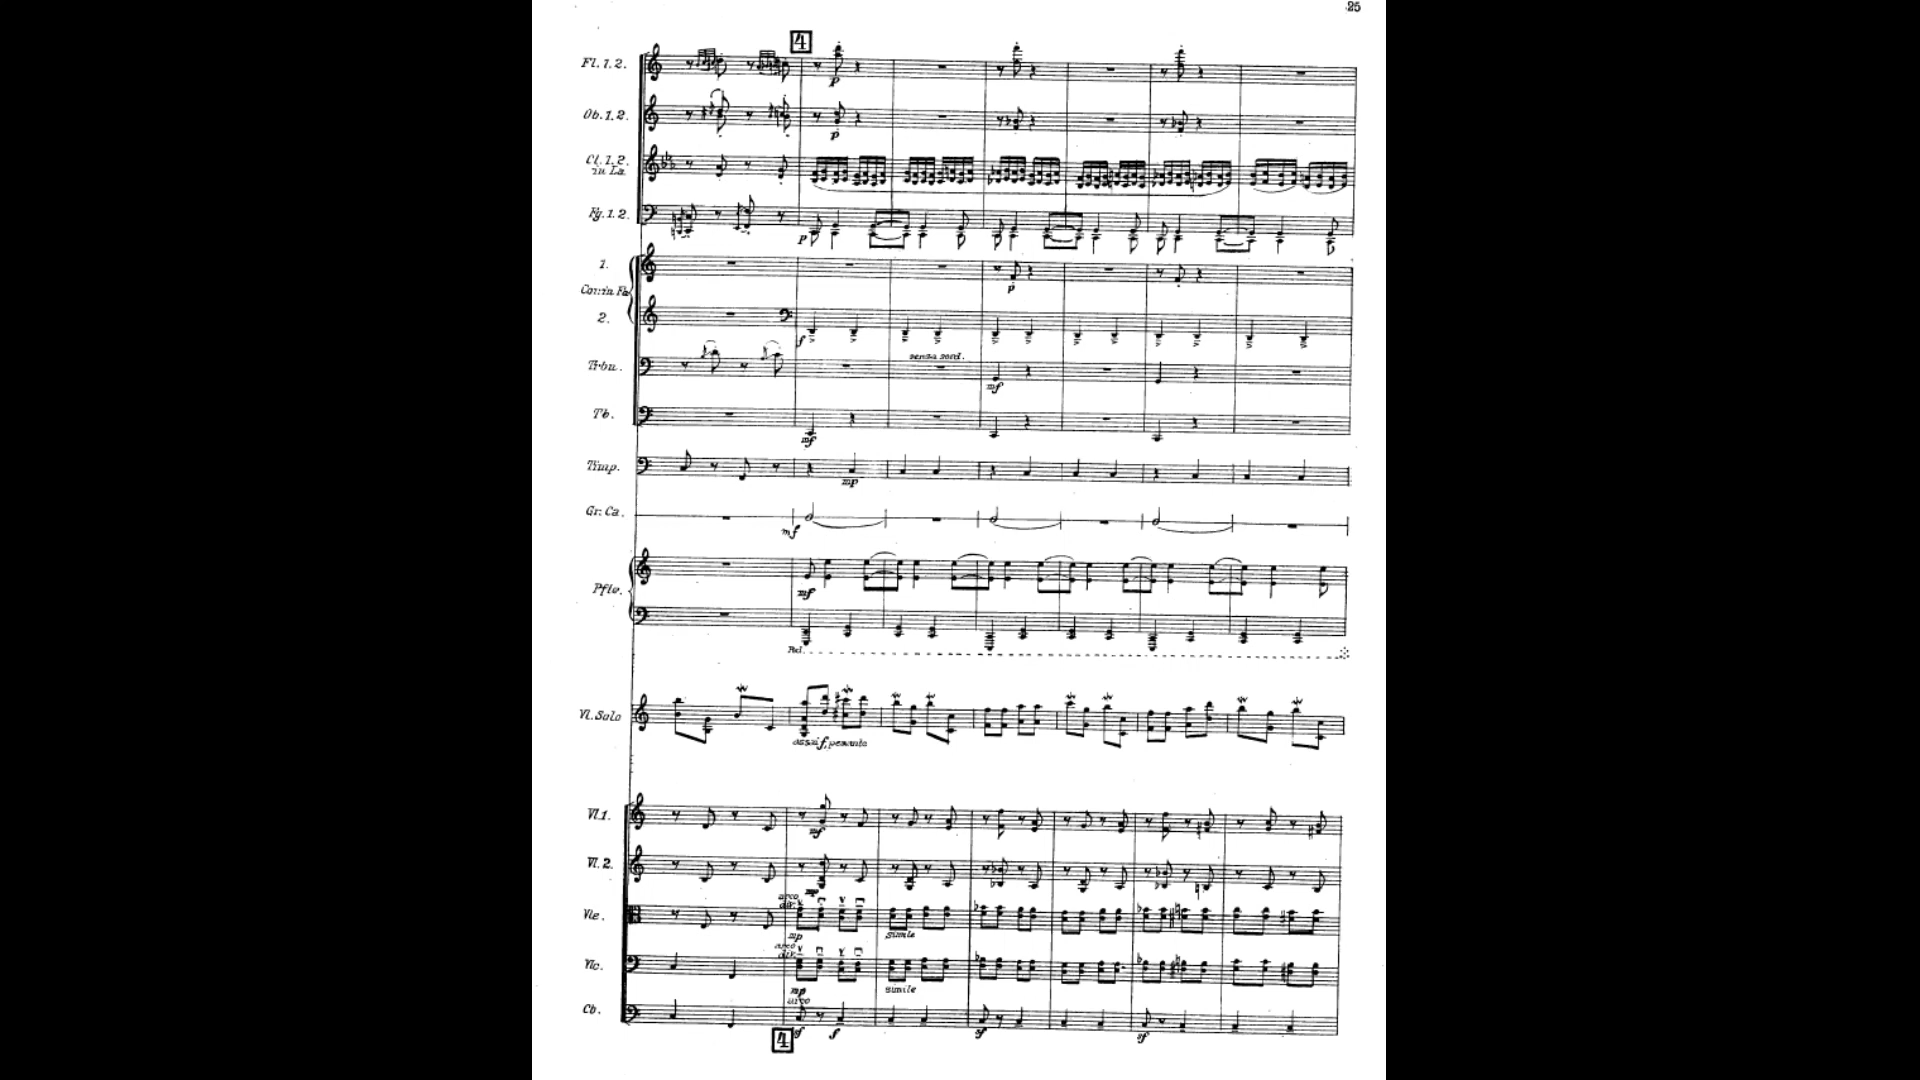 25
4
Fl. 1. 2.
p
Ob. 1. 2.
p
Cl. 1. 2.
in La
Fg. 1. 2.
p
1.
p
Corni in Fa
2.
f
senza sord.
Trbn.
mf
Tb.
mf
Timp.
mp
Gr. Ca.
mf
Pfte.
mf
Ped.
Vl. Solo
assai f, pesante
Vl. 1.
mf
Vl. 2.
mp
arco
div.
Vle.
mp
simile
arco
div.
Vlc.
mp
simile
arco
Cb.
sf
f
sf
sf
4